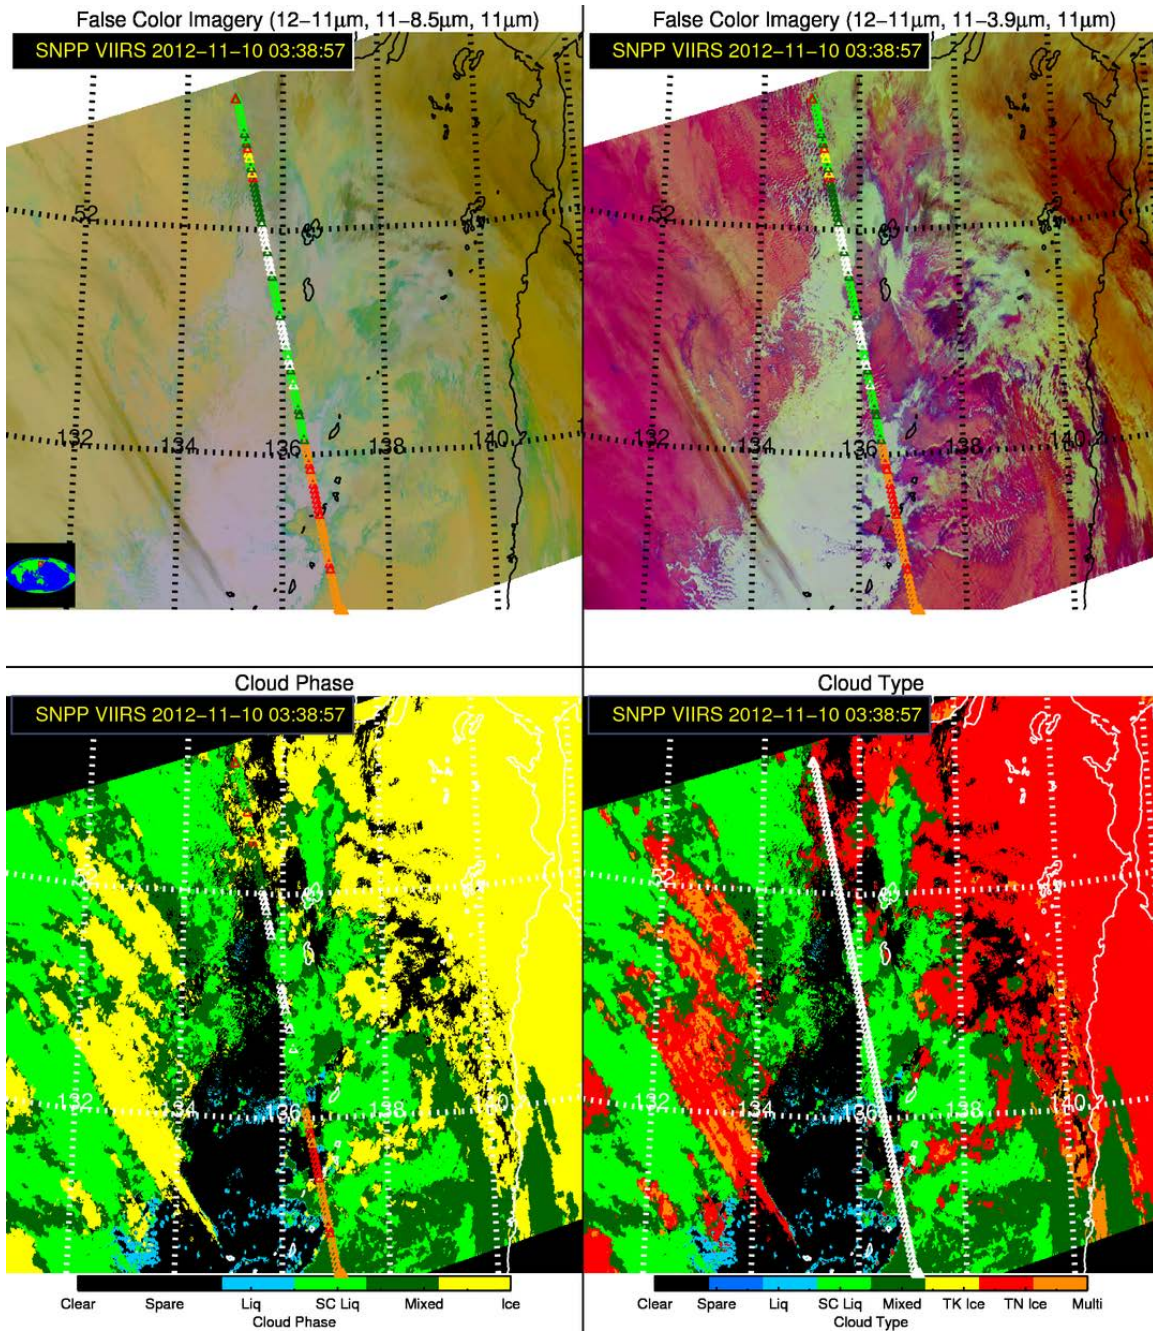 False Color Imagery (12−11μm, 11−8.5μm, 11μm)
SNPP VIIRS 2012−11−10 03:38:57
52
132
134
136
138
140.7
False Color Imagery (12−11μm, 11−3.9μm, 11μm)
SNPP VIIRS 2012−11−10 03:38:57
52
132
134
136
138
140.7
Cloud Phase
SNPP VIIRS 2012−11−10 03:38:57
52
132
134
136
138
Clear Spare Liq SC Liq Mixed Ice
Cloud Phase
Cloud Type
SNPP VIIRS 2012−11−10 03:38:57
52
132
134
136
138
140.7
Clear Spare Liq SC Liq Mixed TK Ice TN Ice Multi
Cloud Type